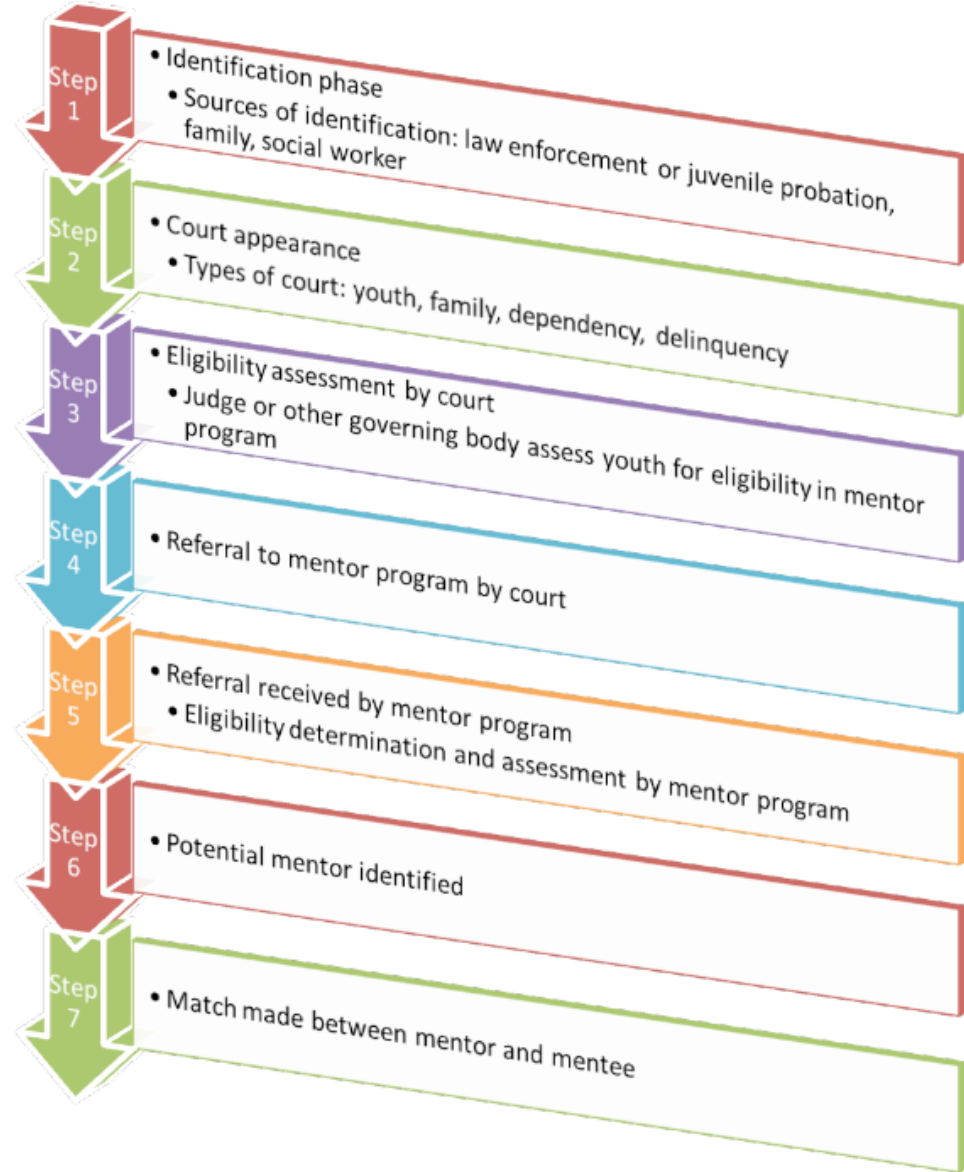 Step
1
• Identification phase
• Sources of identification: law enforcement or juvenile probation,
family, social worker
Step
2
• Court appearance
• Types of court: youth, family, dependency, delinquency
Step
3
• Eligibility assessment by court
• Judge or other governing body assess youth for eligibility in mentor
program
Step
4
• Referral to mentor program by court
Step
5
• Referral received by mentor program
• Eligibility determination and assessment by mentor program
Step
6
• Potential mentor identified
Step
7
• Match made between mentor and mentee